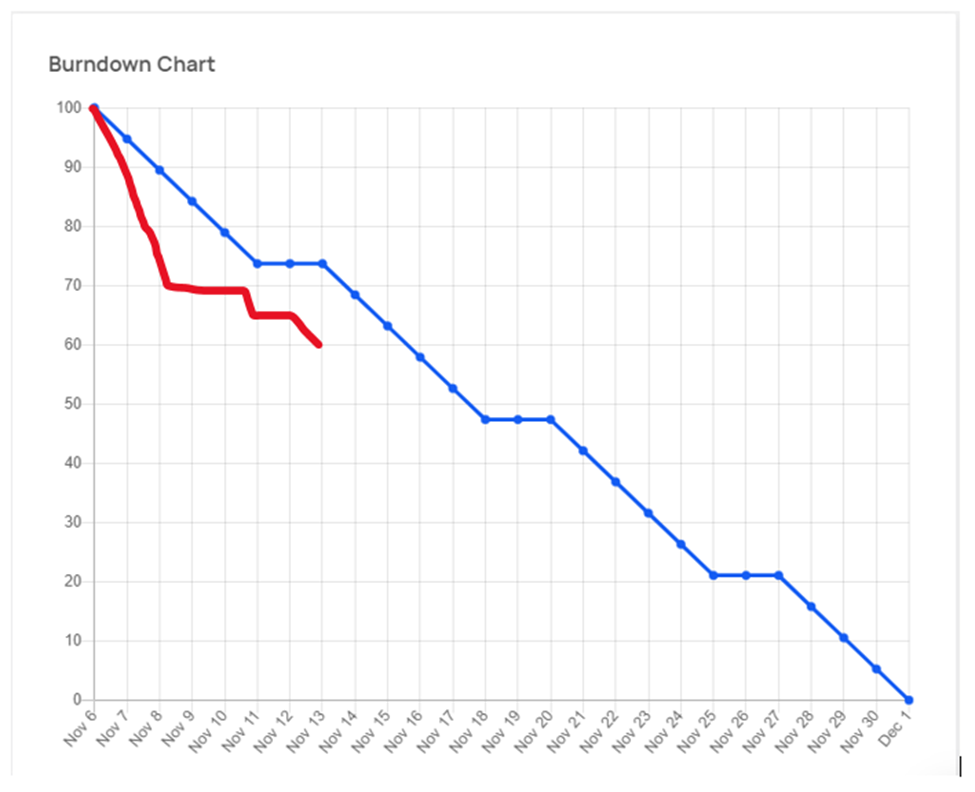 Burndown Chart
100
90
80
70
60
50
40
30
20
10
0
Nov 6
Nov 7
Nov 8
Nov 9
Nov 10
Nov 11
Nov 12
Nov 13
Nov 14
Nov 15
Nov 16
Nov 17
Nov 18
Nov 19
Nov 20
Nov 21
Nov 22
Nov 23
Nov 24
Nov 25
Nov 26
Nov 27
Nov 28
Nov 29
Nov 30
Dec 1